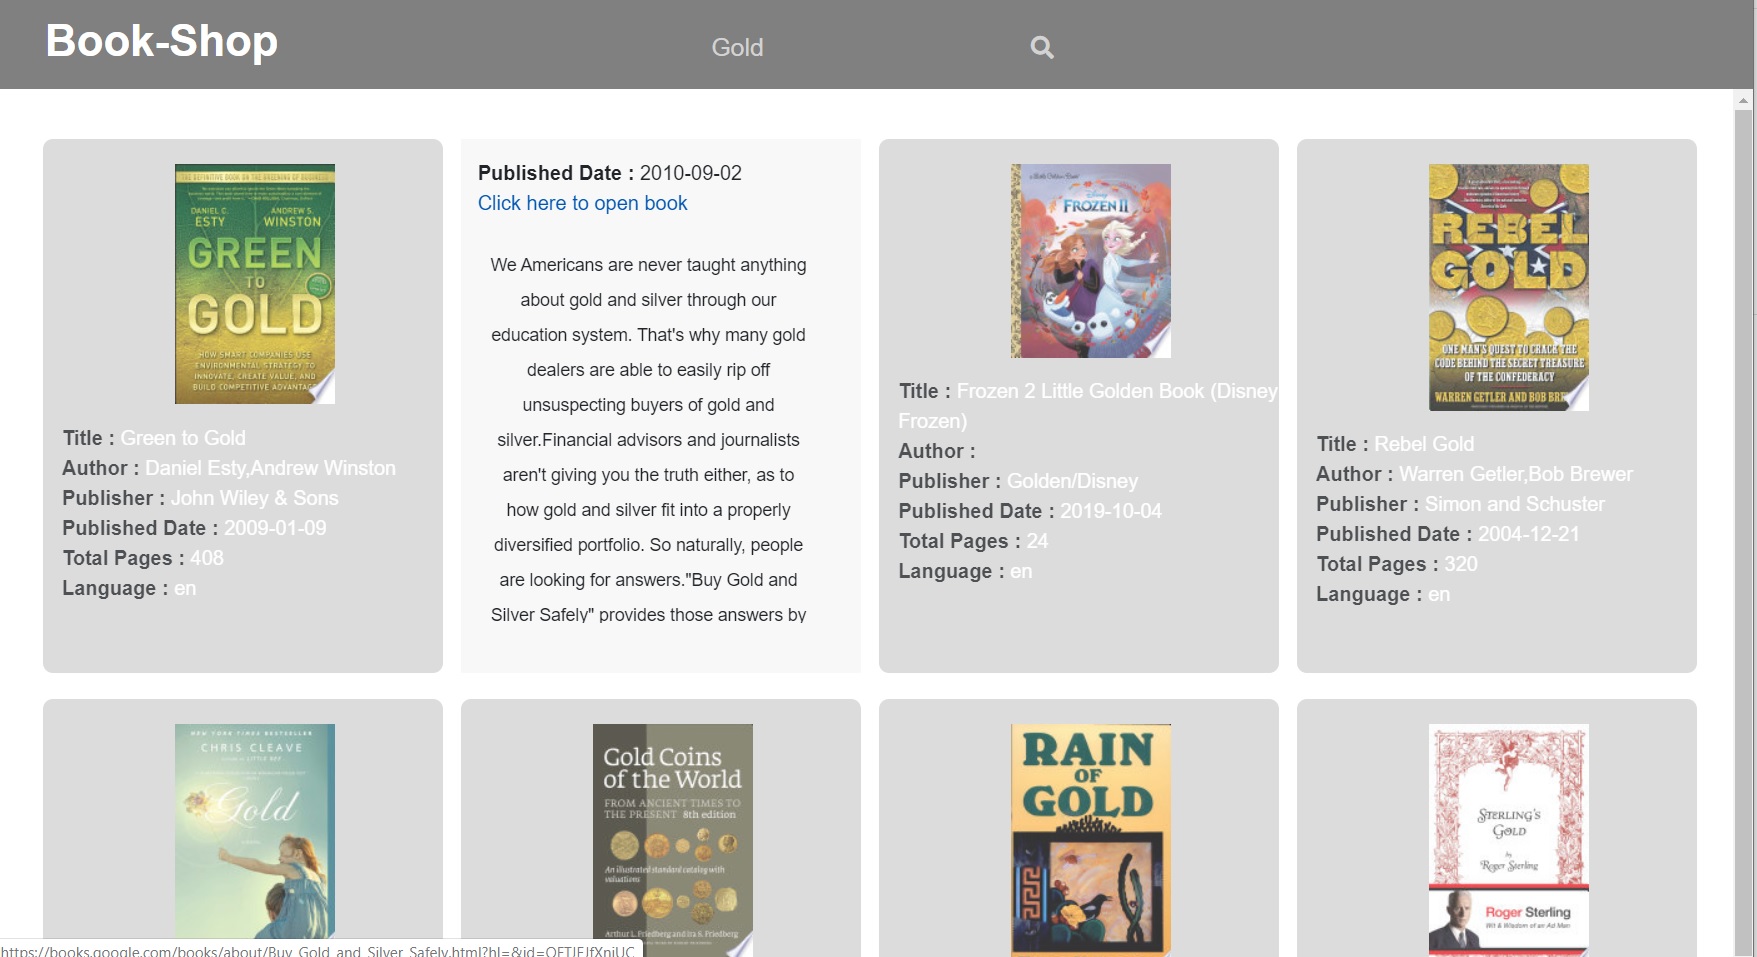 Book-Shop
Gold
THE DEFINITIVE BOOK ON THE GREENING OF BUSINESS
DANIEL C.
ESTY
ANDREW S.
WINSTON
GREEN
TO
GOLD
HOW SMART COMPANIES USE
ENVIRONMENTAL STRATEGY TO
INNOVATE, CREATE VALUE, AND
BUILD COMPETITIVE ADVANTAG
Title : Green to Gold
Author : Daniel Esty,Andrew Winston
Publisher : John Wiley & Sons
Published Date : 2009-01-09
Total Pages : 408
Language : en
Published Date : 2010-09-02
Click here to open book
We Americans are never taught anything
about gold and silver through our
education system. That's why many gold
dealers are able to easily rip off
unsuspecting buyers of gold and
silver.Financial advisors and journalists
aren't giving you the truth either, as to
how gold and silver fit into a properly
diversified portfolio. So naturally, people
are looking for answers."Buy Gold and
Silver Safely" provides those answers by
a Little Golden Book
Disney
FROZEN II
Title : Frozen 2 Little Golden Book (Disney
Frozen)
Author :
Publisher : Golden/Disney
Published Date : 2019-10-04
Total Pages : 24
Language : en
REBEL
GOLD
ONE MAN'S QUEST TO CRACK THE
CODE BEHIND THE SECRET TREASURE
OF THE CONFEDERACY
WARREN GETLER AND BOB BRE
Title : Rebel Gold
Author : Warren Getler,Bob Brewer
Publisher : Simon and Schuster
Published Date : 2004-12-21
Total Pages : 320
Language : en
NEW YORK TIMES BESTSELLER
CHRIS CLEAVE
Gold
Gold Coins
of the World
FROM ANCIENT TIMES TO
THE PRESENT 8th edition
An illustrated standard catalog with
valuations
Arthur L. Friedberg and Ira S. Friedberg
RAIN
OF
GOLD
STERLING'S
GOLD
by
Roger Sterling
Roger Sterling
Wit & Wisdom of an Ad Man
https://books.google.com/books/about/Buy_Gold_and_Silver_Safely.html?hl=&id=